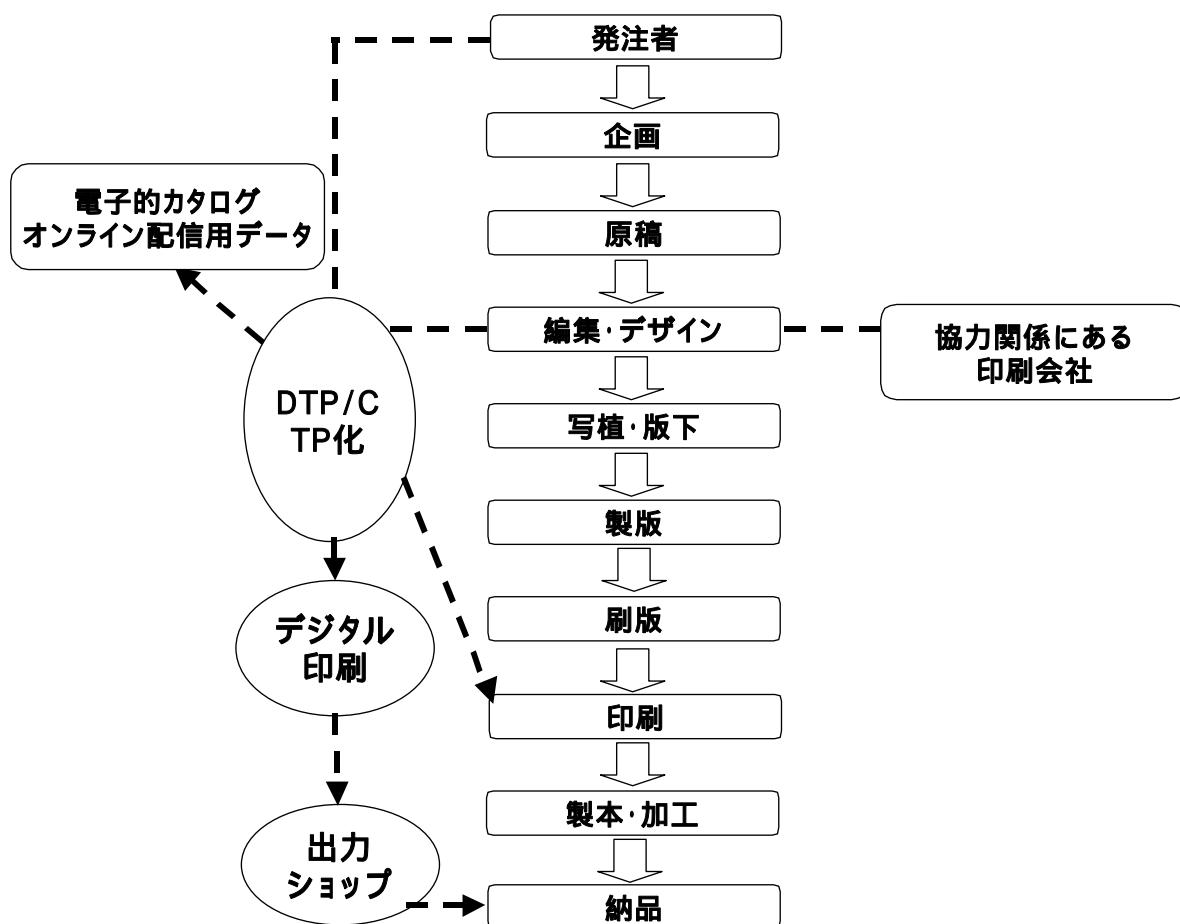 発注者
企画
電子的カタログ
オンライン配信用データ
原稿
編集・デザイン
協力関係にある
印刷会社
DTP/C
TP化
写植・版下
製版
刷版
デジタル
印刷
印刷
製本・加工
出力
ショップ
納品